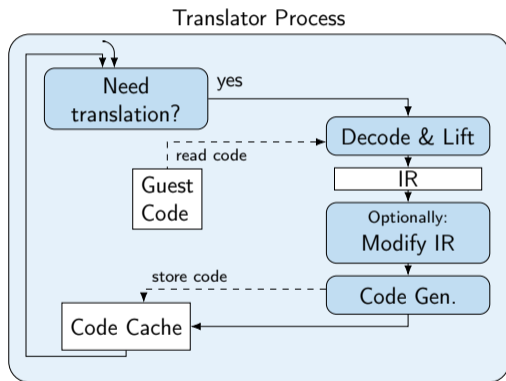 Translator Process
Need
translation?
yes
Decode & Lift
read code
IR
Guest
Code
Optionally:
Modify IR
store code
Code Gen.
Code Cache